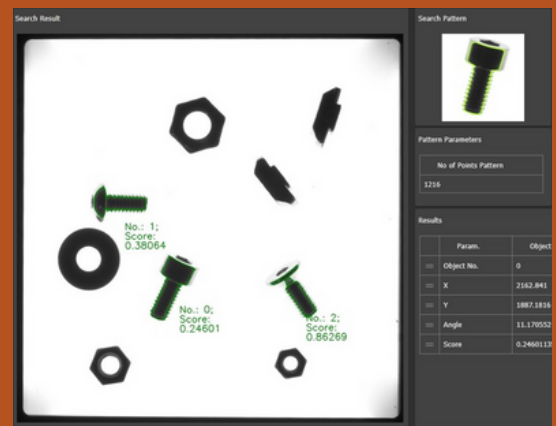 Search Result
No.: 1;
Score:
0.38064
No.: 0;
Score:
0.24601
No.: 2;
Score:
0.86269
Search Pattern
Pattern Parameters
No of Points Pattern
1216
Results
Param. Object
Object No. 0
X 2162.841
Y 1887.1816
Angle 11.170552
Score 0.2460113